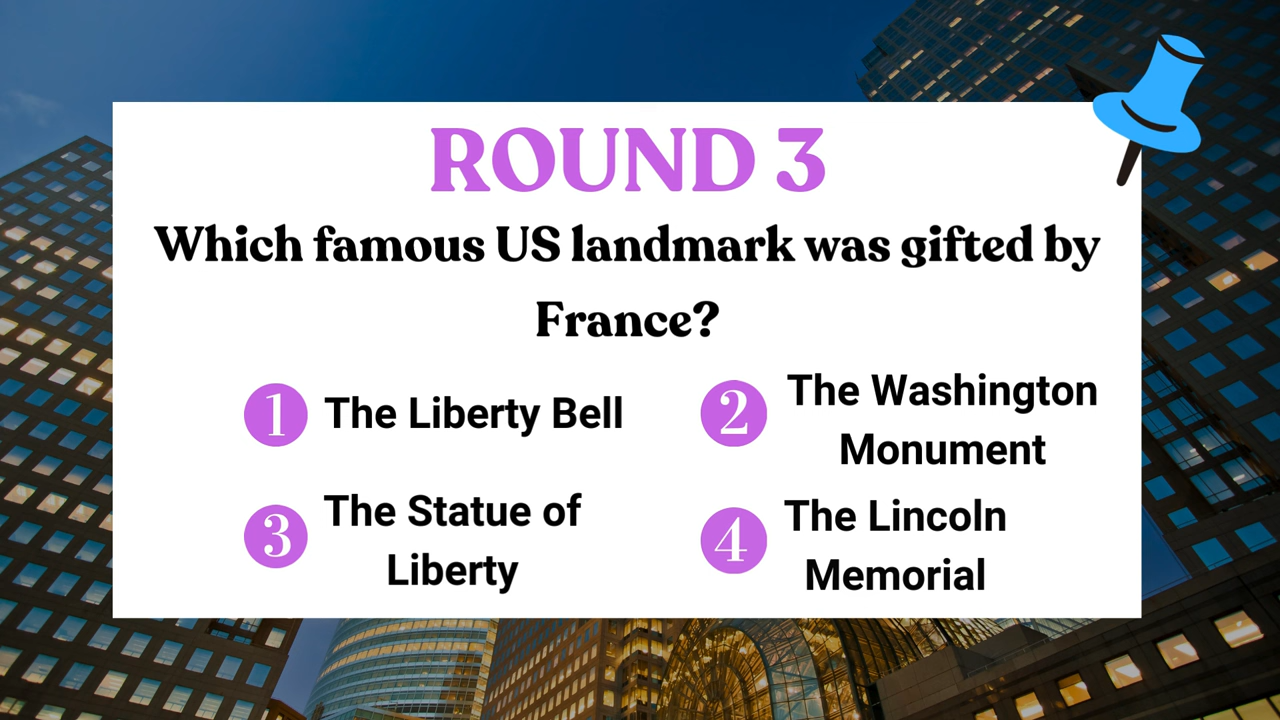 ROUND 3
Which famous US landmark was gifted by
France?
1 The Liberty Bell
2 The Washington
Monument
3 The Statue of
Liberty
4 The Lincoln
Memorial